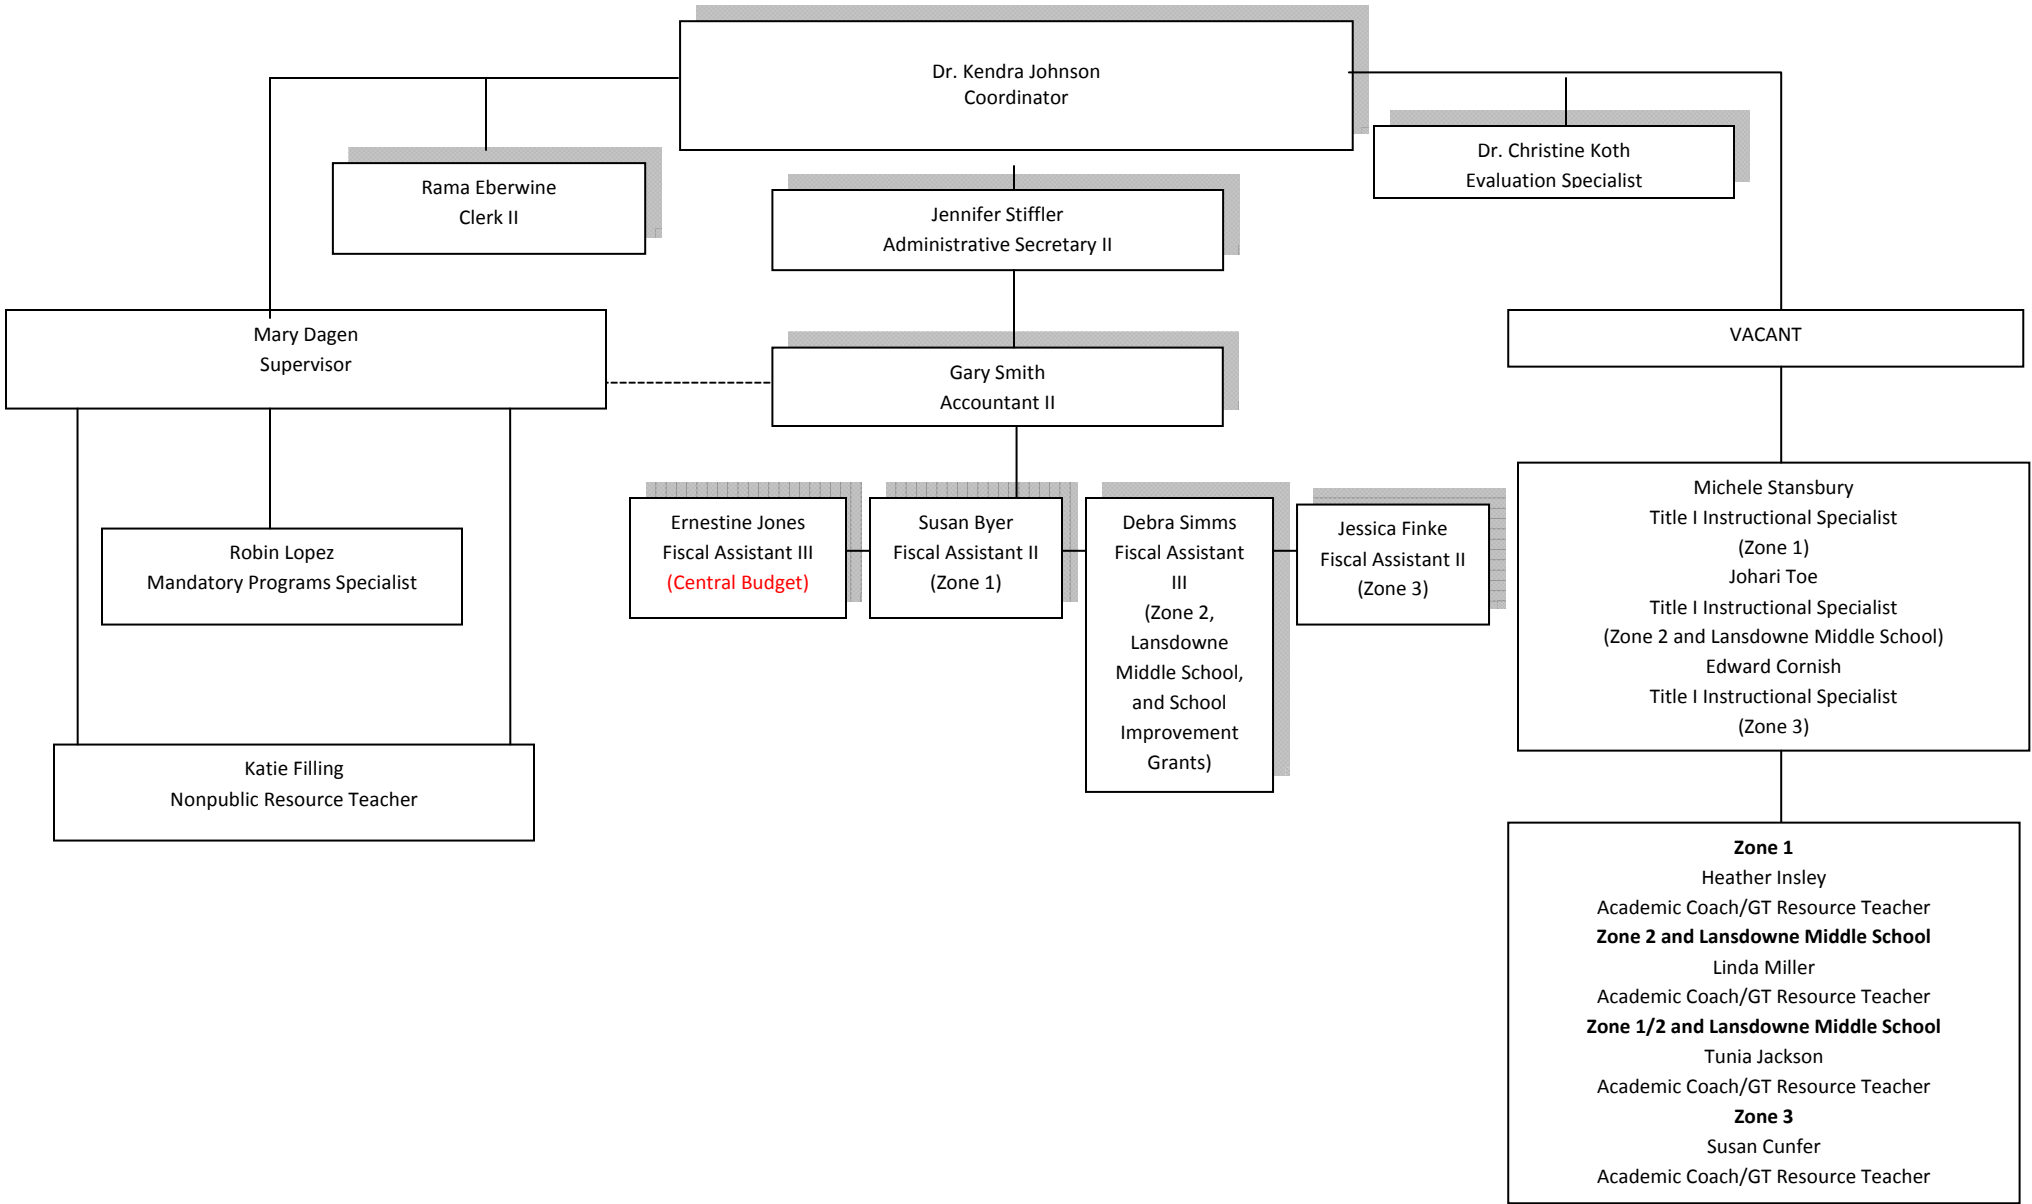 Dr. Kendra Johnson
Coordinator
Dr. Christine Koth
Evaluation Specialist
Rama Eberwine
Clerk II
Jennifer Stiffler
Administrative Secretary II
Mary Dagen
Supervisor
VACANT
Gary Smith
Accountant II
Ernestine Jones
Fiscal Assistant III
(Central Budget)
Susan Byer
Fiscal Assistant II
(Zone 1)
Debra Simms
Fiscal Assistant
III
(Zone 2,
Lansdowne
Middle School,
and School
Improvement
Grants)
Jessica Finke
Fiscal Assistant II
(Zone 3)
Michele Stansbury
Title I Instructional Specialist
(Zone 1)
Johari Toe
Title I Instructional Specialist
(Zone 2 and Lansdowne Middle School)
Edward Cornish
Title I Instructional Specialist
(Zone 3)
Robin Lopez
Mandatory Programs Specialist
Katie Filling
Nonpublic Resource Teacher
Zone 1
Heather Insley
Academic Coach/GT Resource Teacher
Zone 2 and Lansdowne Middle School
Linda Miller
Academic Coach/GT Resource Teacher
Zone 1/2 and Lansdowne Middle School
Tunia Jackson
Academic Coach/GT Resource Teacher
Zone 3
Susan Cunfer
Academic Coach/GT Resource Teacher